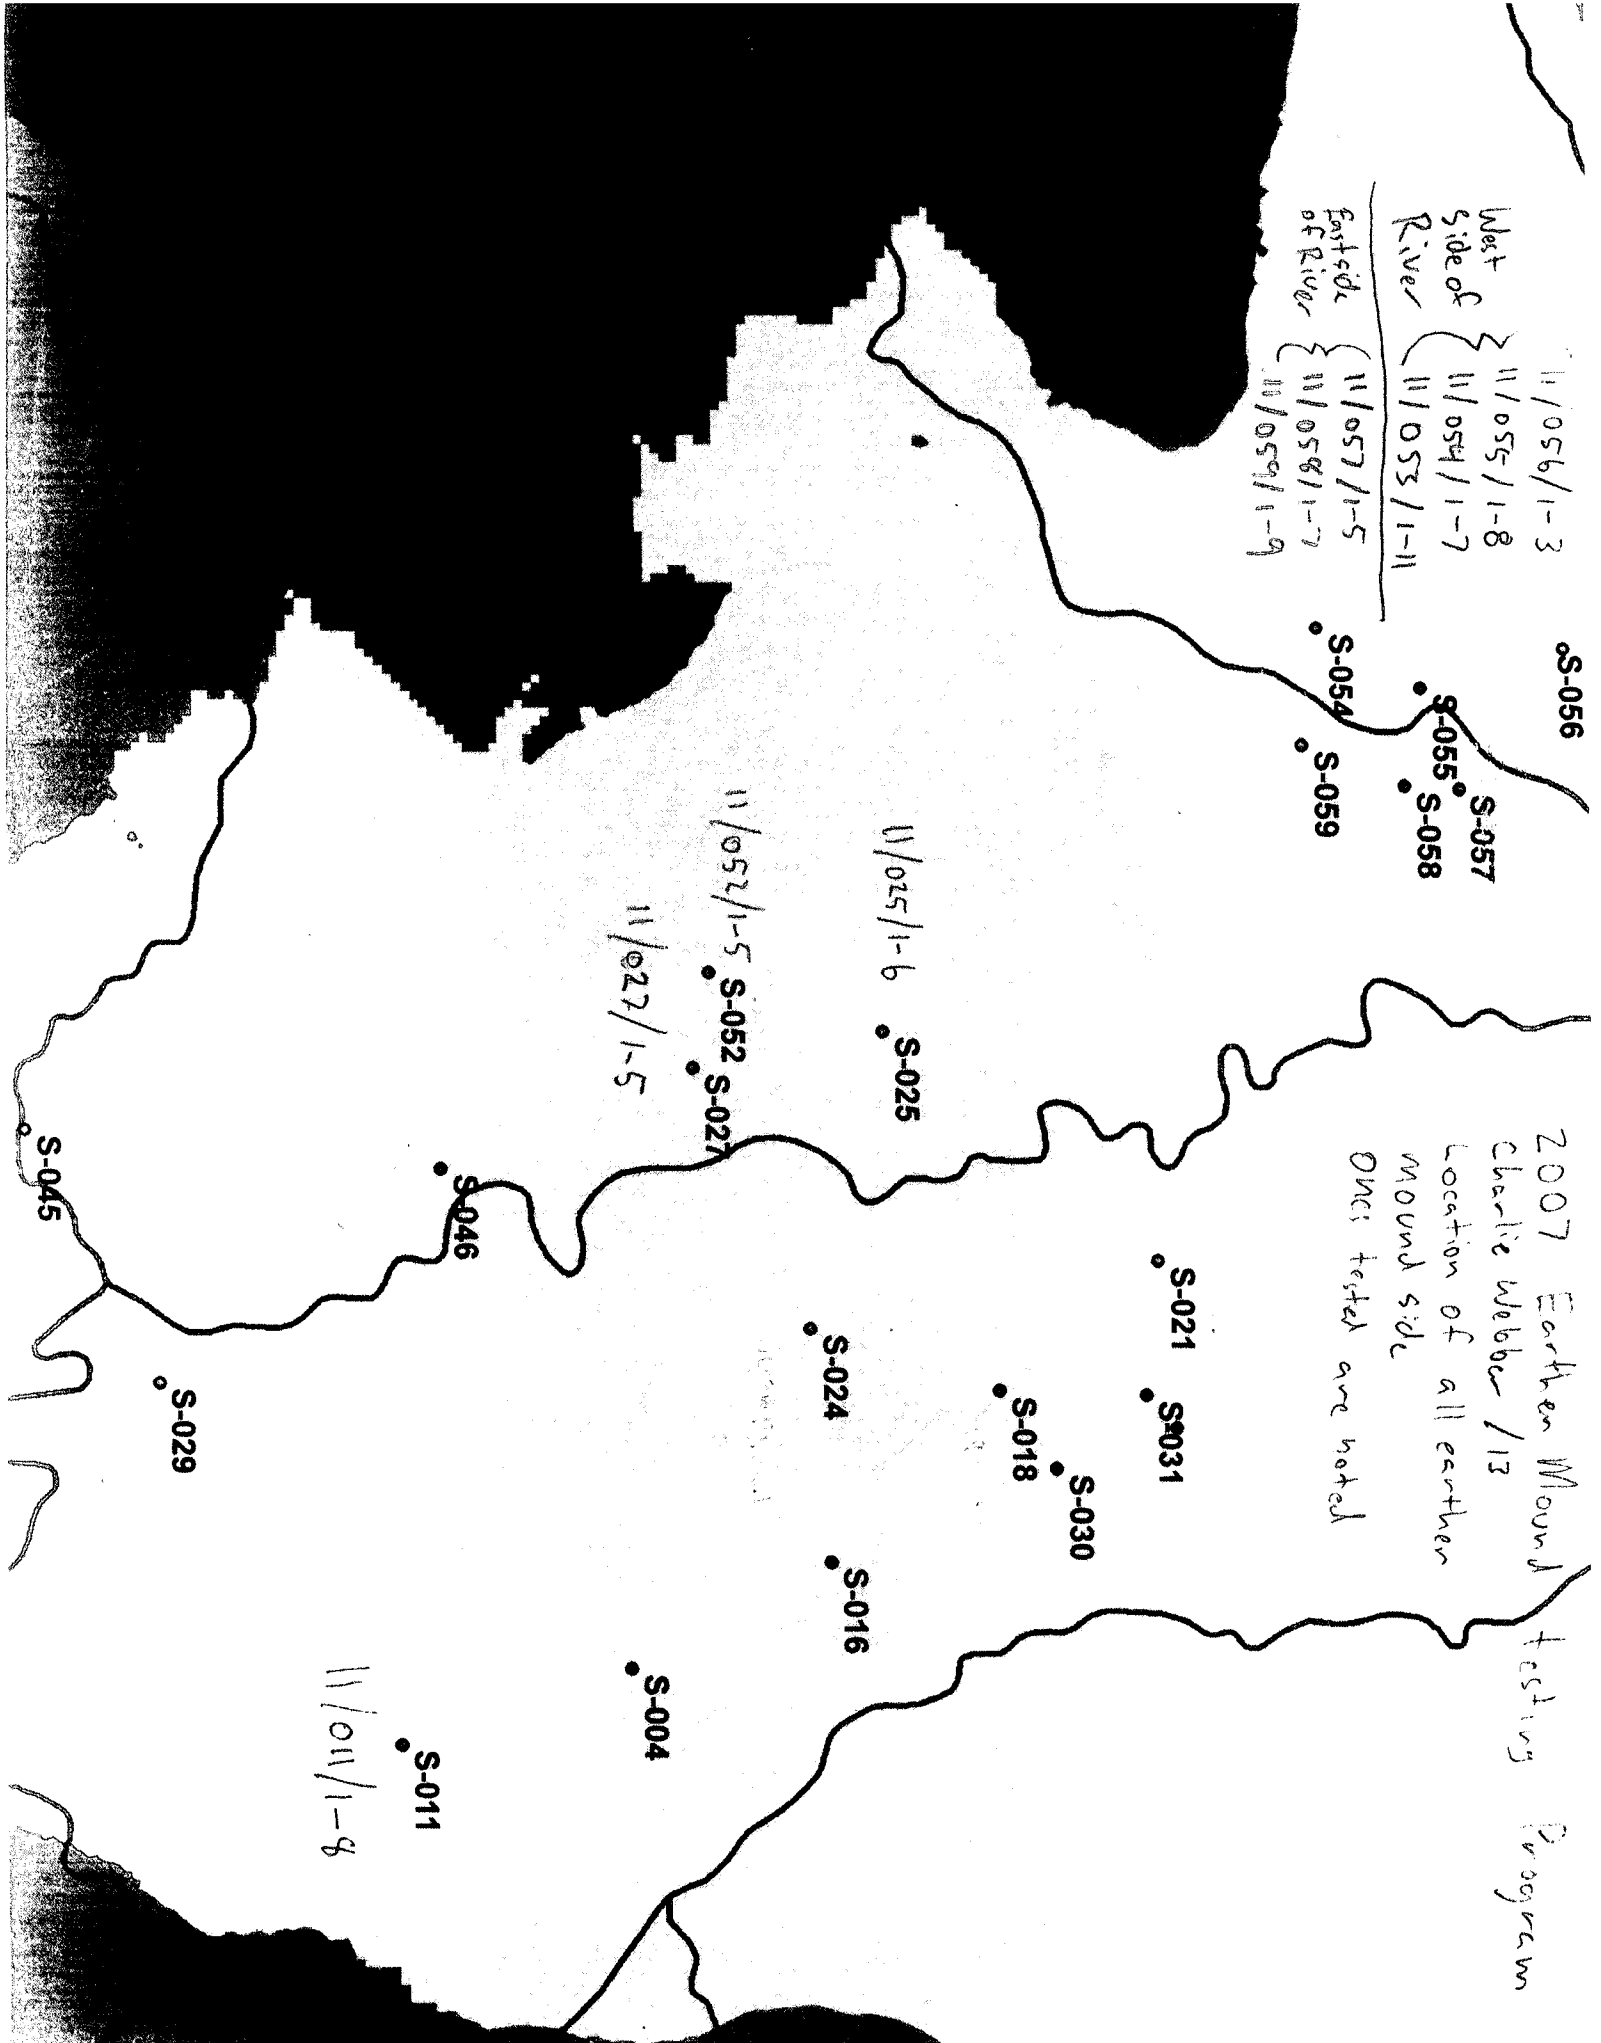 2007 Earthen Mound testing Program
Charlie Webber /13
Location of all earthen
mound side
ones tested are noted
11/056/1-3
West
side of
River
11/055/1-8
11/054/1-7
11/053/1-11
East side
of River
11/057/1-5
11/058/1-7
11/059/1-9
S-056
S-057
S-055
S-058
S-054
S-059
11/025/1-6
S-025
11/052/1-5
S-052
S-027
11/027/1-5
S-021
S-031
S-030
S-018
S-024
S-016
S-046
S-004
S-045
S-029
S-011
11/011/1-8